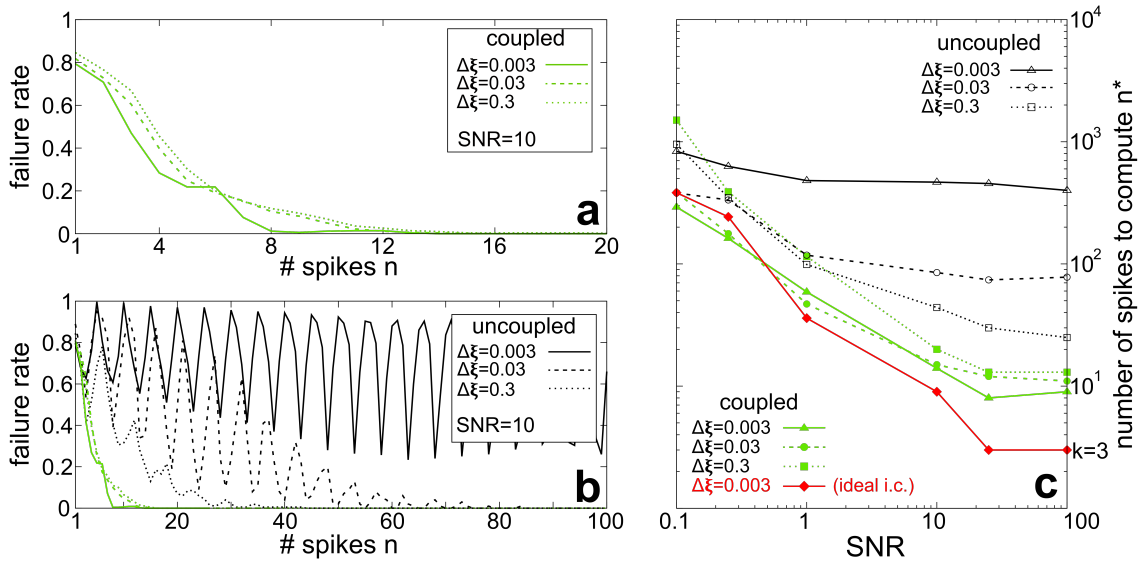 failure rate
1
0.8
0.6
0.4
0.2
0
1
4
8
12
16
20
# spikes n
coupled
Δξ=0.003
Δξ=0.03
Δξ=0.3
SNR=10
a
failure rate
1
0.8
0.6
0.4
0.2
0
1
20
40
60
80
100
# spikes n
uncoupled
Δξ=0.003
Δξ=0.03
Δξ=0.3
SNR=10
b
uncoupled
Δξ=0.003
Δξ=0.03
Δξ=0.3
coupled
Δξ=0.003
Δξ=0.03
Δξ=0.3
Δξ=0.003 (ideal i.c.)
c
0.1
1
10
100
SNR
10⁴
10³
10²
10¹
k=3
number of spikes to compute n*